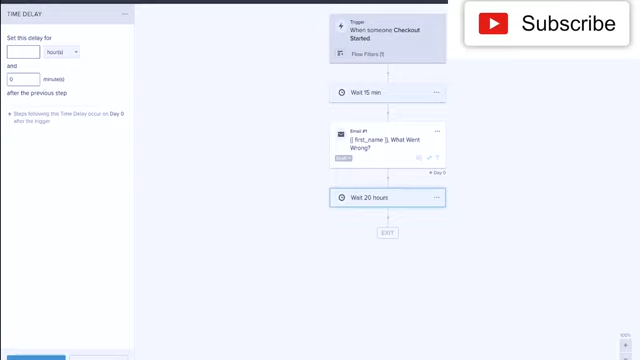 TIME DELAY
Set this delay for
hour(s)
and
0 minute(s)
after the previous step
Steps following this Time Delay occur on Day 0
after the trigger
Trigger
When someone Checkout
Started.
Flow Filters (1)
Wait 15 min
Email #1
{{ first_name }}, What Went
Wrong?
Draft
Day 0
Wait 20 hours
EXIT
Subscribe
100%
+